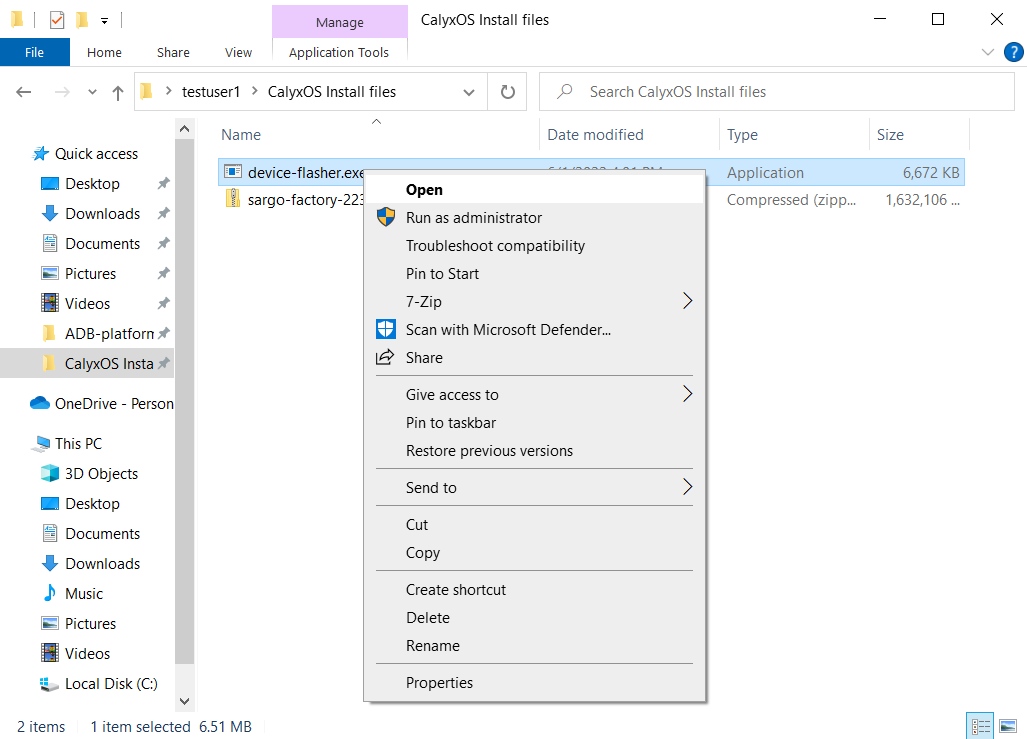 Manage
CalyxOS Install files
File
Home
Share
View
Application Tools
testuser1
CalyxOS Install files
Search CalyxOS Install files
Name
Date modified
Type
Size
Quick access
Desktop
Downloads
Documents
Pictures
Videos
ADB-platform
CalyxOS Insta
OneDrive - Person
This PC
3D Objects
Desktop
Documents
Downloads
Music
Pictures
Videos
Local Disk (C:)
device-flasher.exe
Application
6,672 KB
sargo-factory-223
Compressed (zipp...
1,632,106 ...
Open
Run as administrator
Troubleshoot compatibility
Pin to Start
7-Zip
Scan with Microsoft Defender...
Share
Give access to
Pin to taskbar
Restore previous versions
Send to
Cut
Copy
Create shortcut
Delete
Rename
Properties
2 items
1 item selected 6.51 MB